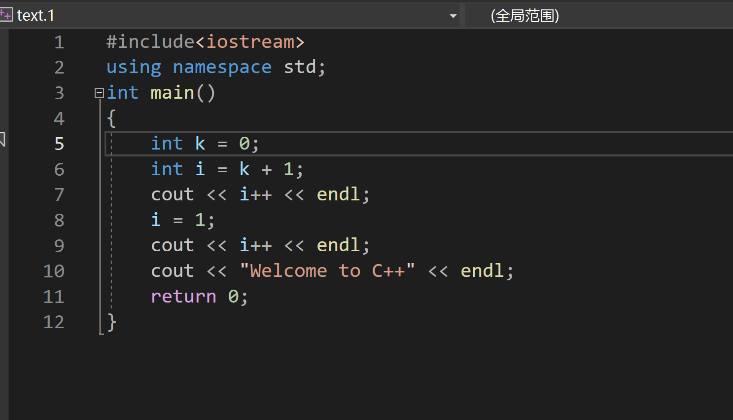 text.1 (全局范围)
1 #include<iostream>
2 using namespace std;
3 int main()
4 {
5 int k = 0;
6 int i = k + 1;
7 cout << i++ << endl;
8 i = 1;
9 cout << i++ << endl;
10 cout << "Welcome to C++" << endl;
11 return 0;
12 }